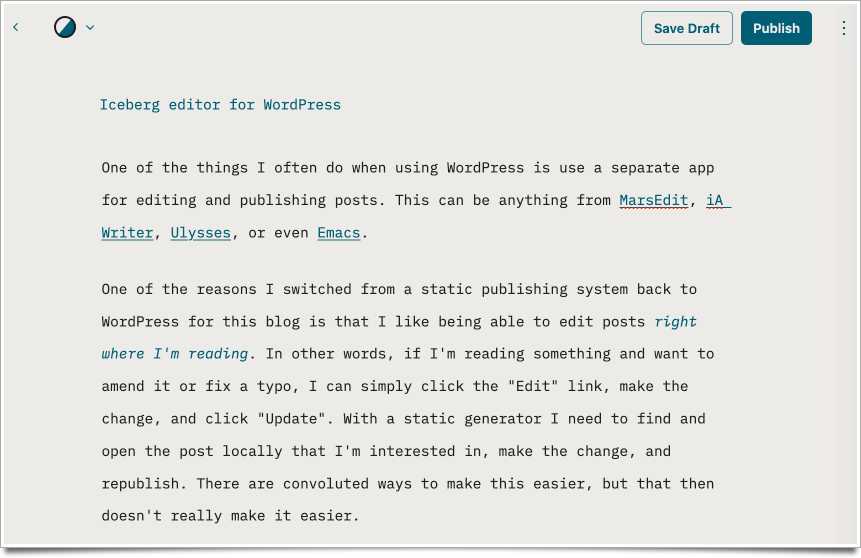 Save Draft
Publish
Iceberg editor for WordPress
One of the things I often do when using WordPress is use a separate app
for editing and publishing posts. This can be anything from MarsEdit, iA
Writer, Ulysses, or even Emacs.
One of the reasons I switched from a static publishing system back to
WordPress for this blog is that I like being able to edit posts right
where I'm reading. In other words, if I'm reading something and want to
amend it or fix a typo, I can simply click the "Edit" link, make the
change, and click "Update". With a static generator I need to find and
open the post locally that I'm interested in, make the change, and
republish. There are convoluted ways to make this easier, but that then
doesn't really make it easier.